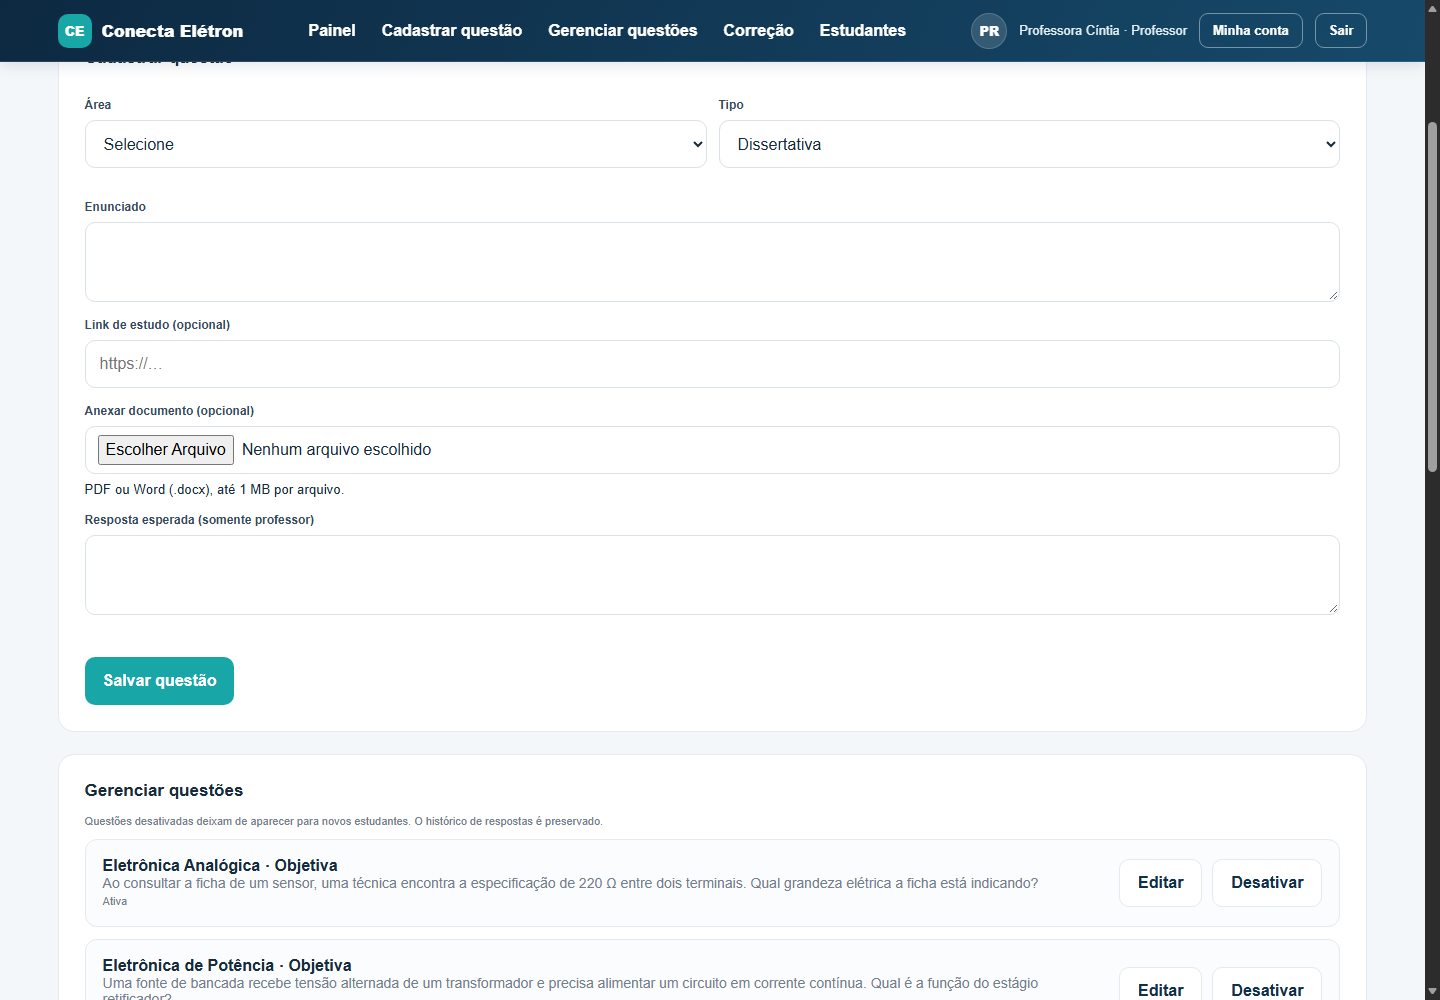 CE Conecta Elétron Painel Cadastrar questão Gerenciar questões Correção Estudantes PR Professora Cíntia · Professor Minha conta Sair
Cadastrar questão
Área Tipo
Selecione Dissertativa
Enunciado
Link de estudo (opcional)
https://...
Anexar documento (opcional)
Escolher Arquivo Nenhum arquivo escolhido
PDF ou Word (.docx), até 1 MB por arquivo.
Resposta esperada (somente professor)
Salvar questão
Gerenciar questões
Questões desativadas deixam de aparecer para novos estudantes. O histórico de respostas é preservado.
Eletrônica Analógica · Objetiva
Ao consultar a ficha de um sensor, uma técnica encontra a especificação de 220 Ω entre dois terminais. Qual grandeza elétrica a ficha está indicando?
Ativa
Editar Desativar
Eletrônica de Potência · Objetiva
Uma fonte de bancada recebe tensão alternada de um transformador e precisa alimentar um circuito em corrente contínua. Qual é a função do estágio
retificador?
Editar Desativar